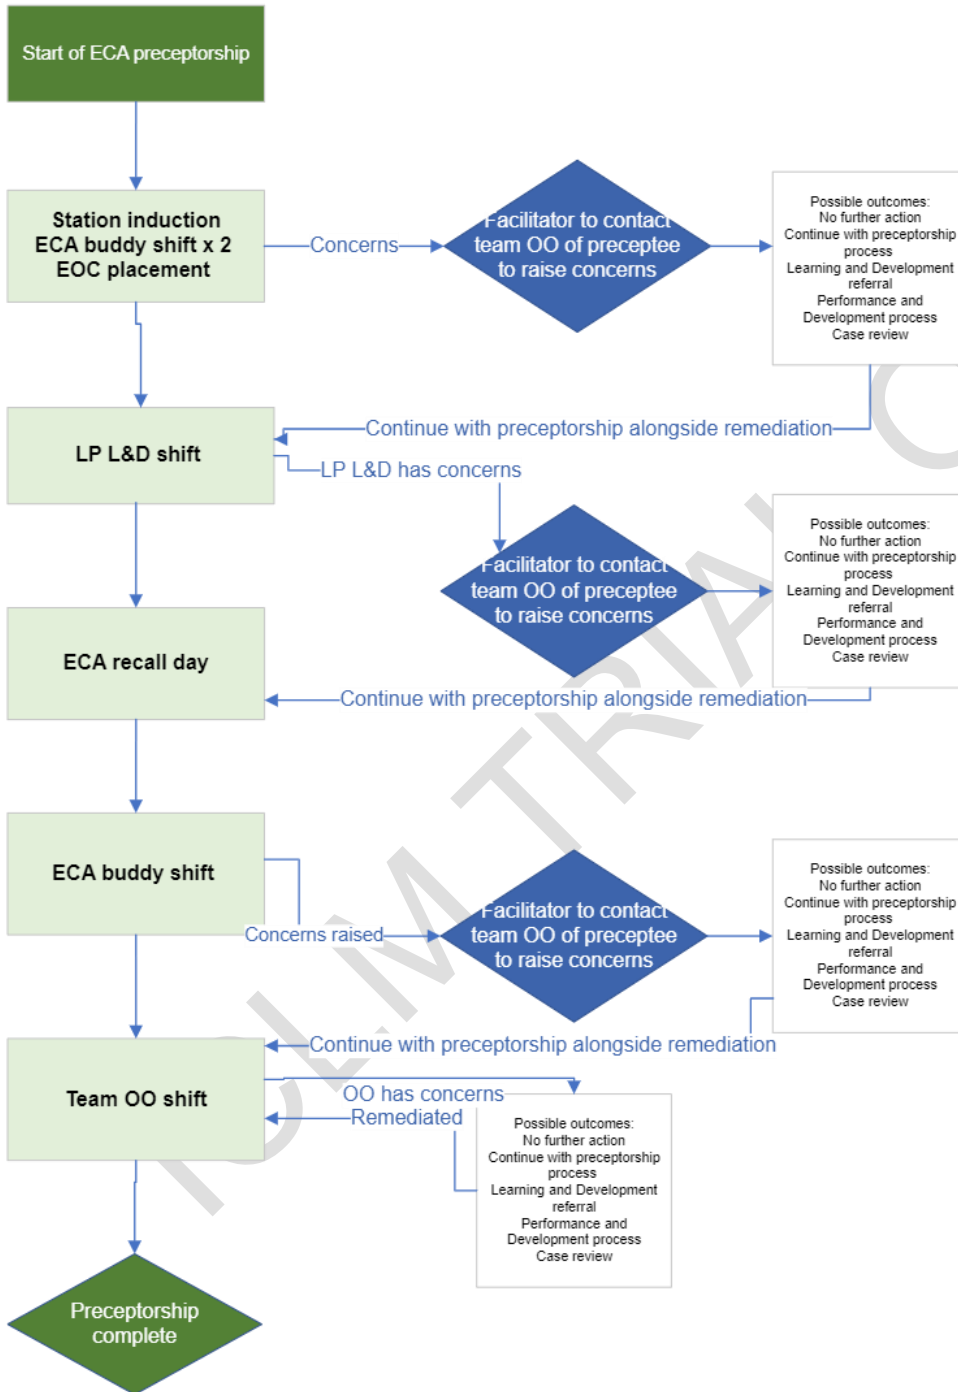 Start of ECA preceptorship
Station induction
ECA buddy shift x 2
EOC placement
Concerns
Facilitator to contact
team OO of preceptee
to raise concerns
Possible outcomes:
No further action
Continue with preceptorship
process
Learning and Development
referral
Performance and
Development process
Case review
Continue with preceptorship alongside remediation
LP L&D shift
LP L&D has concerns
Facilitator to contact
team OO of preceptee
to raise concerns
Possible outcomes:
No further action
Continue with preceptorship
process
Learning and Development
referral
Performance and
Development process
Case review
ECA recall day
Continue with preceptorship alongside remediation
ECA buddy shift
Concerns raised
Facilitator to contact
team OO of preceptee
to raise concerns
Possible outcomes:
No further action
Continue with preceptorship
process
Learning and Development
referral
Performance and
Development process
Case review
Continue with preceptorship alongside remediation
Team OO shift
OO has concerns
Remediated
Possible outcomes:
No further action
Continue with preceptorship
process
Learning and Development
referral
Performance and
Development process
Case review
Preceptorship
complete